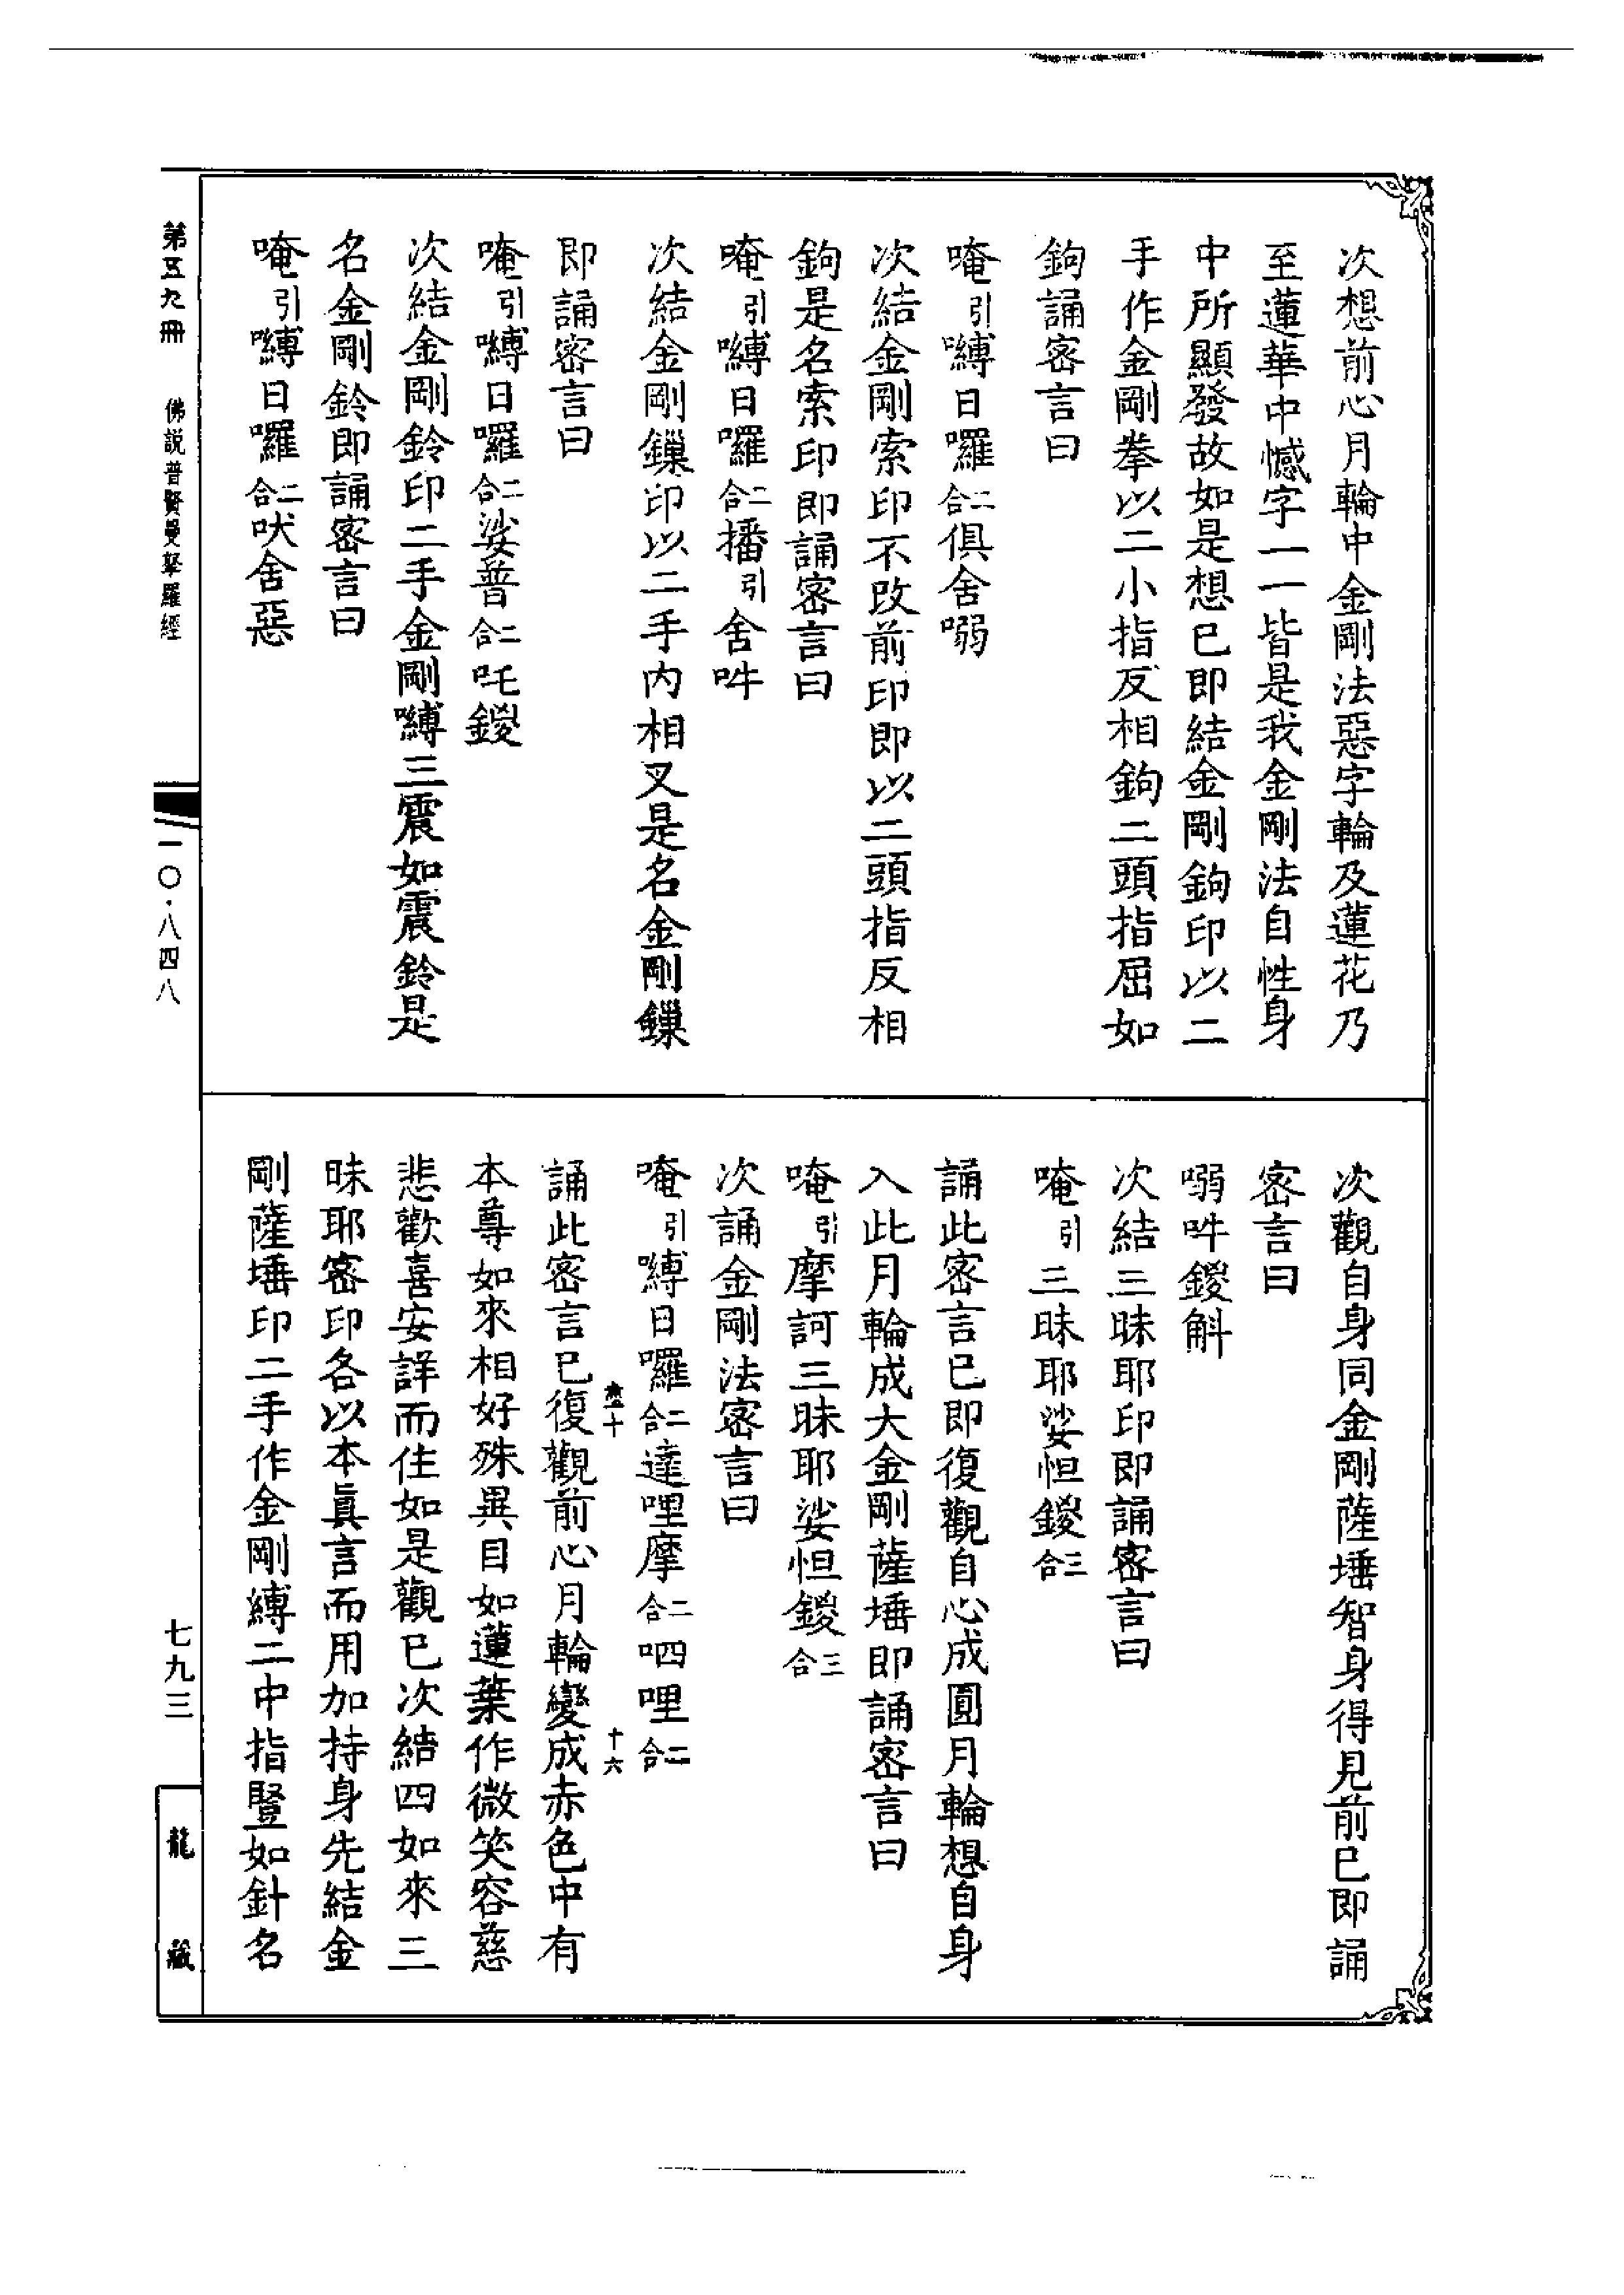 次想前心月輪中金剛法惡字輪及蓮花乃
至蓮華中憾字一一皆是我金剛法自性身
中所顯發故如是想已即結金剛鉤印以二
手作金剛拳以二小指反相鉤二頭指屈如
鉤誦密言曰
唵引嚩日囉二合俱舍嗍
次結金剛索印不改前印即以二頭指反相
鉤是名索印即誦密言曰
唵引嚩日囉二合播引舍吽
次結金剛鏁印以二手内相叉是名金剛鏁
即誦密言曰
唵引嚩日囉二合娑普二合吒鑁
次結金剛鈴印二手金剛嚩三震如震鈴是
名金剛鈴即誦密言曰
唵引嚩日囉二合吠舍惡
次觀自身同金剛薩埵智身得見前已即誦
密言曰
嗍吽鑁斛
次結三昧耶印即誦密言曰
唵引三昧耶娑怛鑁三合
誦此密言已即復觀自心成圓月輪想自身
入此月輪成大金剛薩埵即誦密言曰
唵引摩訶三昧耶娑怛鑁三合
次誦金剛法密言曰
唵引嚩日囉二合達哩摩二合呬哩二合
十 十六
誦此密言已復觀前心月輪變成赤色中有
本尊如來相好殊異目如蓮葉作微笑容慈
悲歡喜安詳而住如是觀已次結四如來三
昧耶密印各以本真言而用加持身先結金
剛薩埵印二手作金剛縛二中指豎如針名
第五九冊 佛說普賢曼拏羅經
一〇·八四八
七九三
龍藏